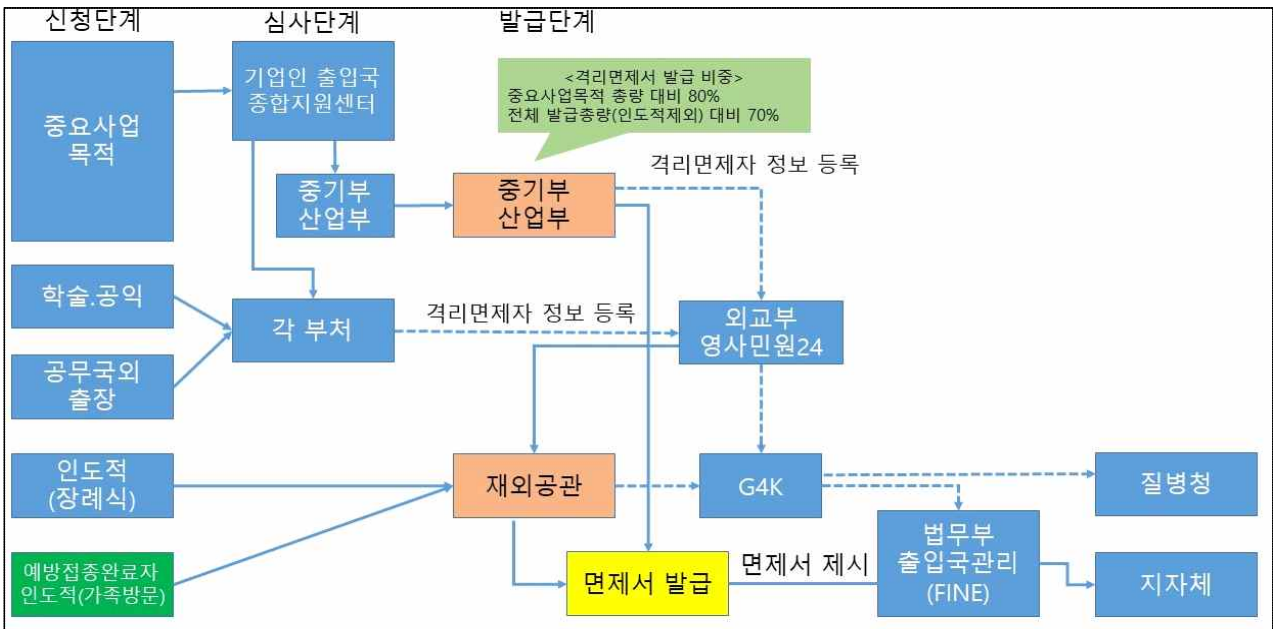 신청단계
심사단계
발급단계
중요사업
목적
기업인 출입국
종합지원센터
<격리면제서 발급 비중>
중요사업목적 총량 대비 80%
전체 발급총량(인도적제외) 대비 70%
중기부
산업부
중기부
산업부
격리면제자 정보 등록
학술.공익
각 부처
격리면제자 정보 등록
외교부
영사민원24
공무국외
출장
인도적
(장례식)
재외공관
G4K
질병청
예방접종완료자
인도적(가족방문)
면제서 발급
면제서 제시
법무부
출입국관리
(FINE)
지자체